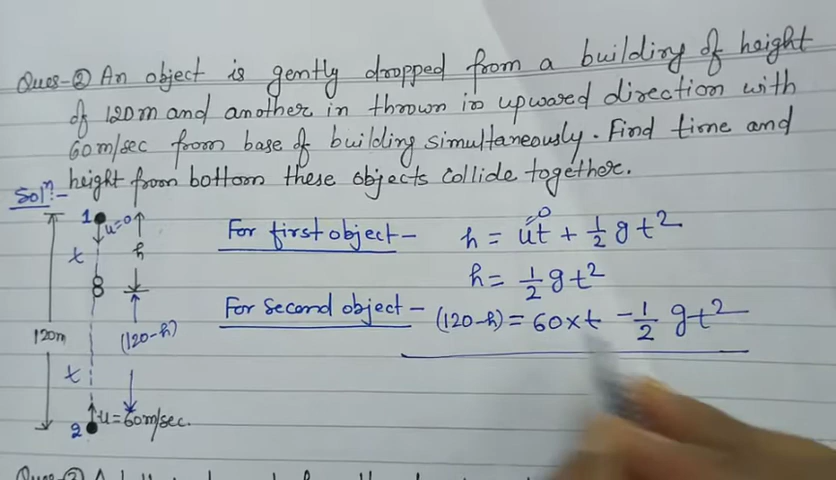 Ques-② An object is gently dropped from a building of height
of 120m and another in thrown in upward direction with
60m/sec from base of building simultaneously. Find time and
height from bottom these objects collide together.
Solⁿ:-
1
u=0
t
h
120m
(120-h)
t
2
u=60m/sec.
For first object- h = ut + 1/2 gt²
=0
h = 1/2 gt²
For second object- (120-h) = 60×t - 1/2 gt²